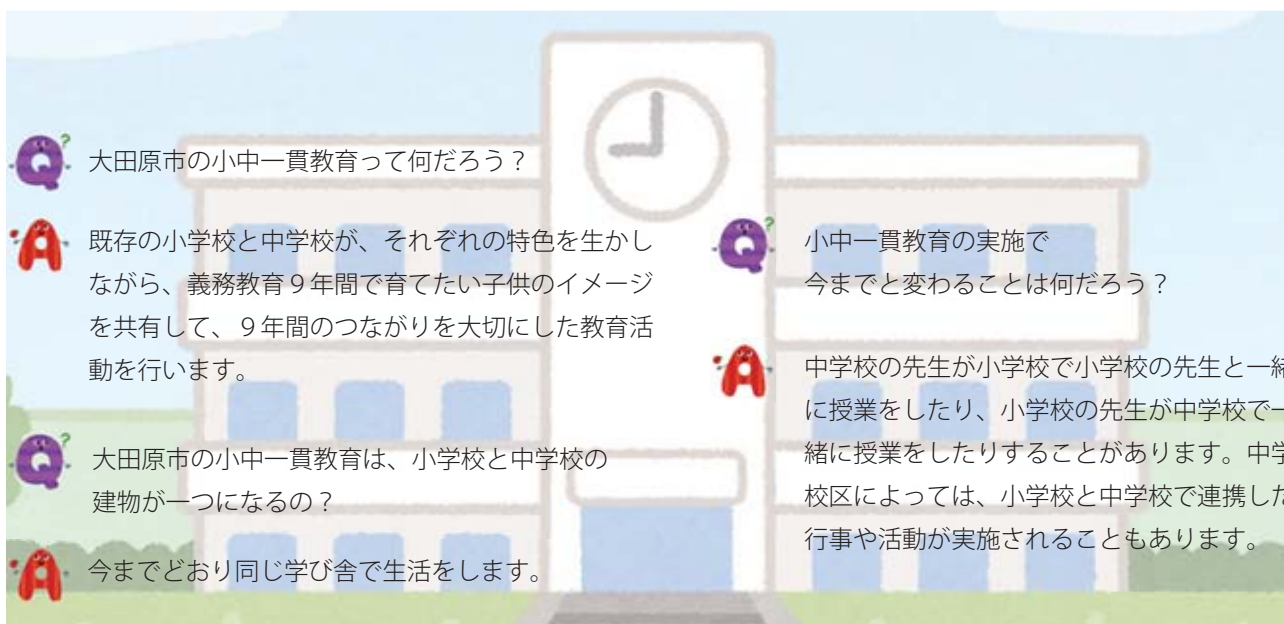 Q? 大田原市の小中一貫教育って何だろう?
A 既存の小学校と中学校が、それぞれの特色を生かし
ながら、義務教育９年間で育てたい子供のイメージ
を共有して、９年間のつながりを大切にした教育活
動を行います。
Q? 大田原市の小中一貫教育は、小学校と中学校の
建物が一つになるの?
A 今までどおり同じ学び舎で生活をします。
Q? 小中一貫教育の実施で
今までと変わることは何だろう?
A 中学校の先生が小学校で小学校の先生と一緒
に授業をしたり、小学校の先生が中学校で一
緒に授業をしたりすることがあります。中学
校区によっては、小学校と中学校で連携した
行事や活動が実施されることもあります。